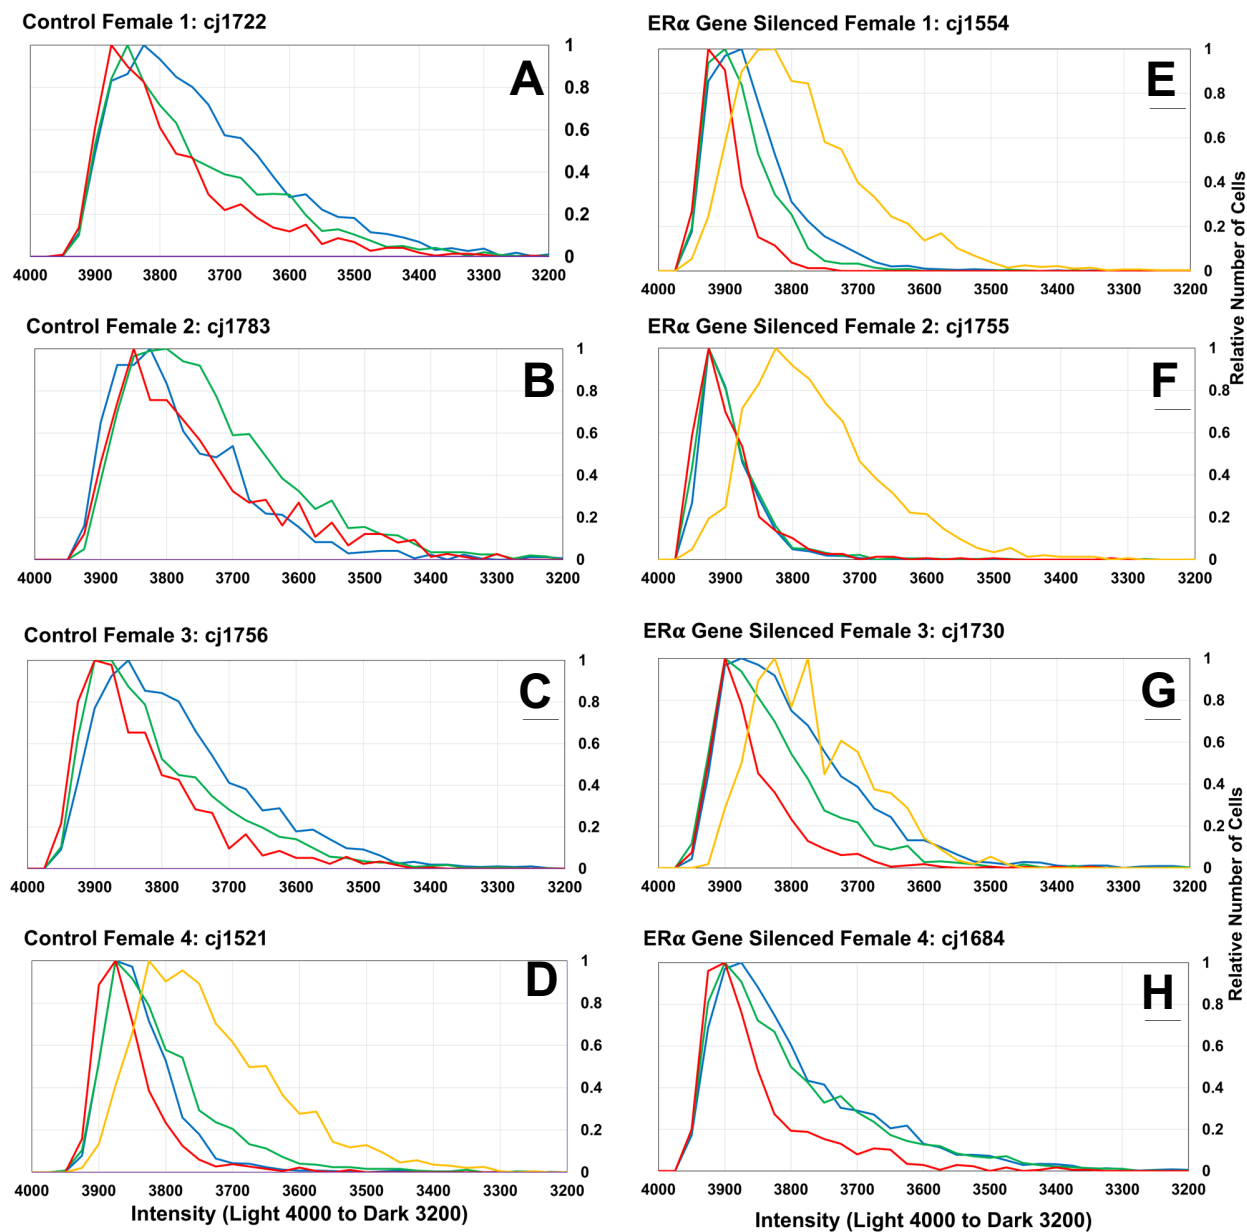 Control Female 1: cj1722
A
1
0.8
0.6
0.4
0.2
0
4000 3900 3800 3700 3600 3500 3400 3300 3200
ERα Gene Silenced Female 1: cj1554
E
1
0.8
0.6
0.4
0.2
0
4000 3900 3800 3700 3600 3500 3400 3300 3200
Relative Number of Cells
Control Female 2: cj1783
B
1
0.8
0.6
0.4
0.2
0
4000 3900 3800 3700 3600 3500 3400 3300 3200
ERα Gene Silenced Female 2: cj1755
F
1
0.8
0.6
0.4
0.2
0
4000 3900 3800 3700 3600 3500 3400 3300 3200
Control Female 3: cj1756
C
1
0.8
0.6
0.4
0.2
0
4000 3900 3800 3700 3600 3500 3400 3300 3200
ERα Gene Silenced Female 3: cj1730
G
1
0.8
0.6
0.4
0.2
0
4000 3900 3800 3700 3600 3500 3400 3300 3200
Relative Number of Cells
Control Female 4: cj1521
D
1
0.8
0.6
0.4
0.2
0
4000 3900 3800 3700 3600 3500 3400 3300 3200
Intensity (Light 4000 to Dark 3200)
ERα Gene Silenced Female 4: cj1684
H
1
0.8
0.6
0.4
0.2
0
4000 3900 3800 3700 3600 3500 3400 3300 3200
Intensity (Light 4000 to Dark 3200)